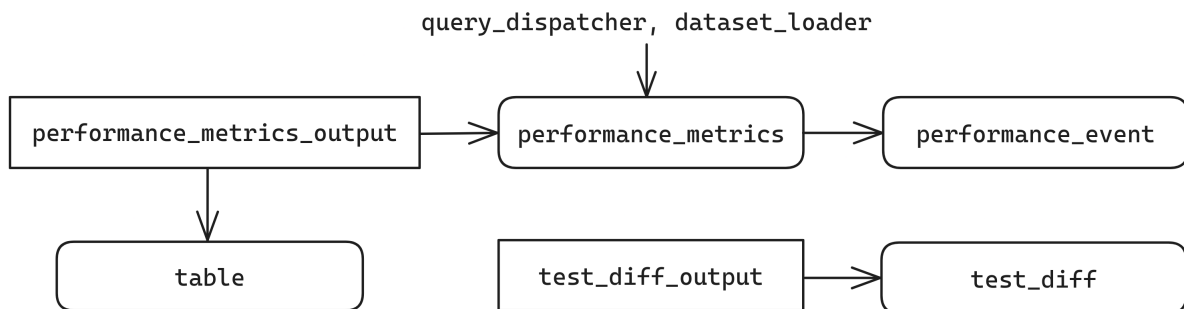 query_dispatcher, dataset_loader
performance_metrics_output
performance_metrics
performance_event
table
test_diff_output
test_diff